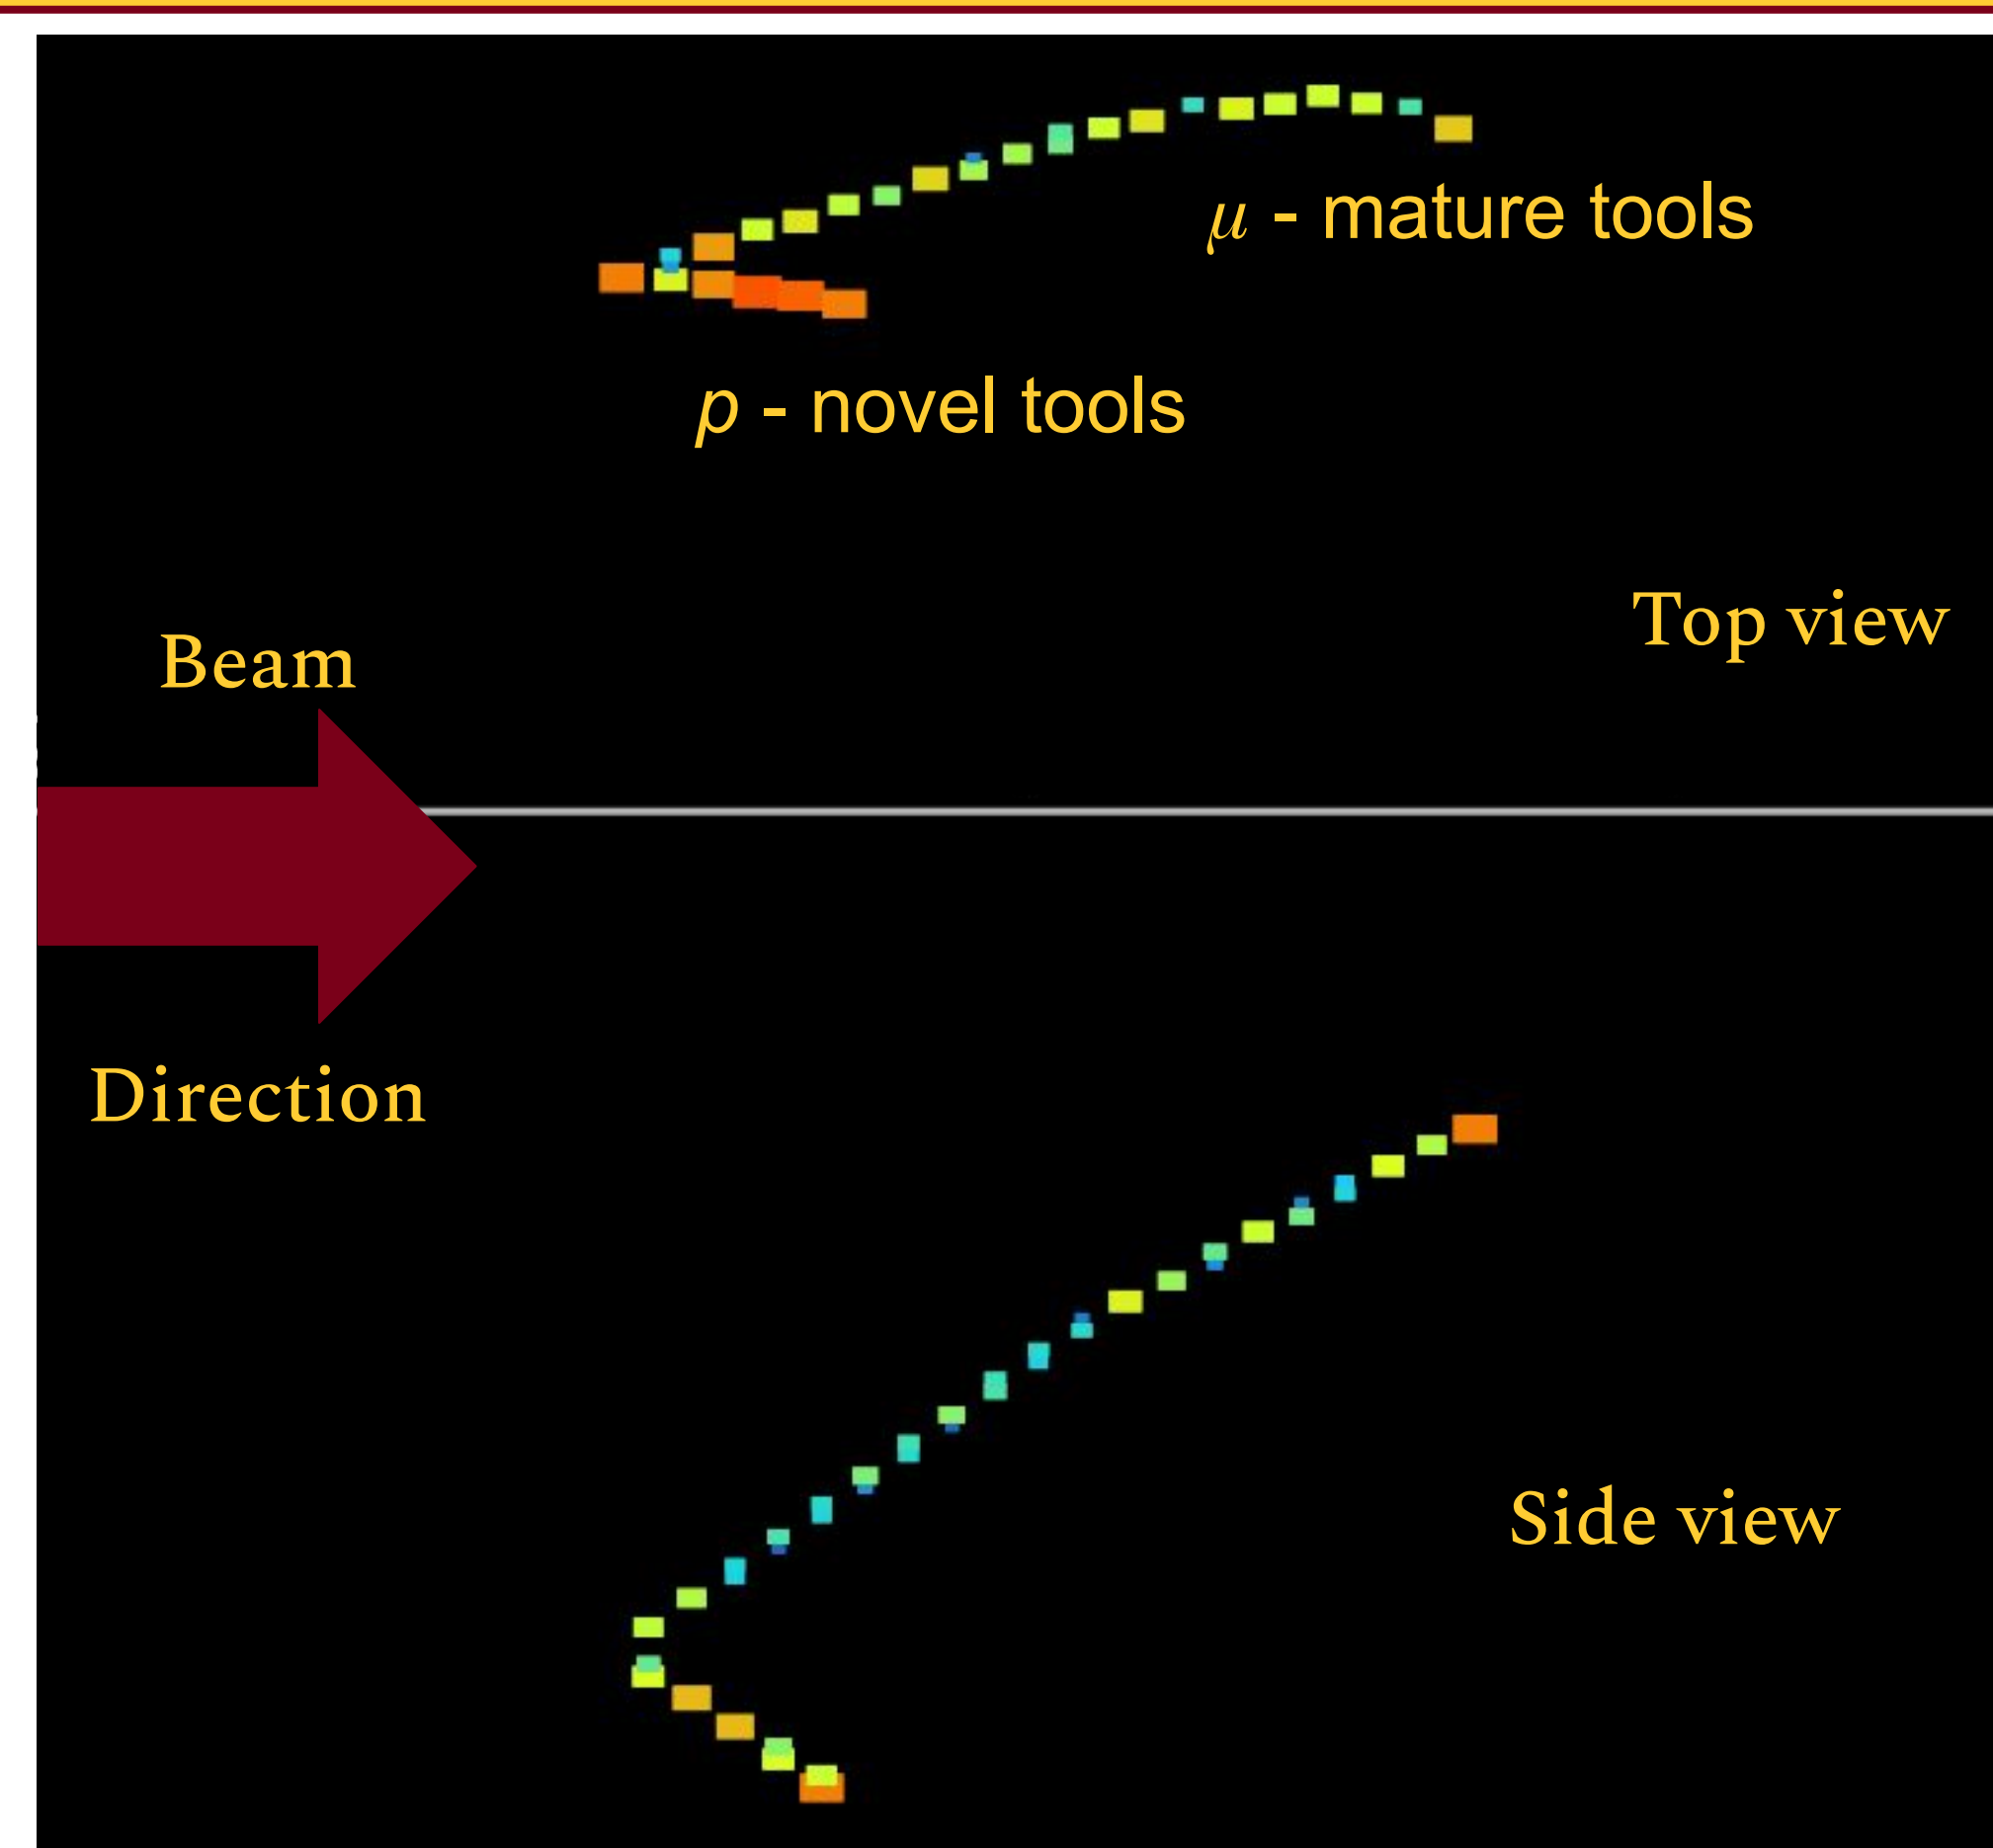 μ - mature tools
p - novel tools
Top view
Beam
Direction
Side view